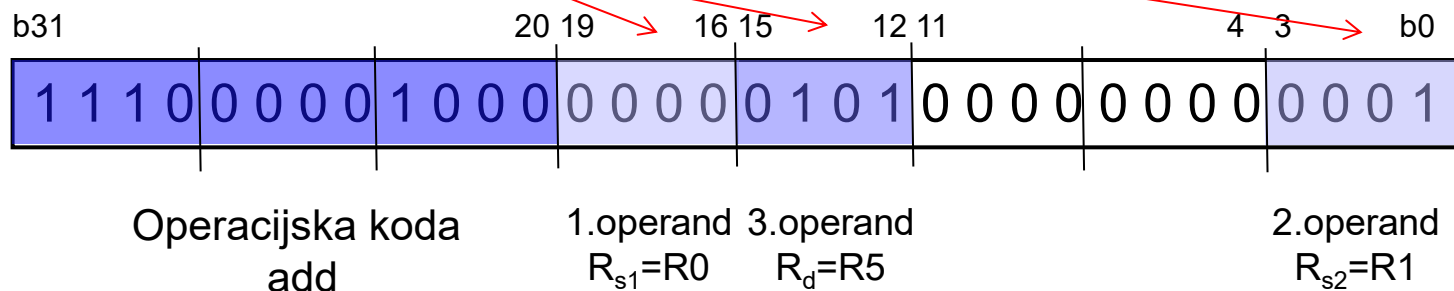 b31 20 19 16 15 12 11 4 3 b0
1 1 1 0 0 0 0 0 1 0 0 0 0 0 0 0 0 1 0 1 0 0 0 0 0 0 0 0 0 0 0 1
Operacijska koda 1.operand 3.operand 2.operand
add Rs1=R0 Rd=R5 Rs2=R1